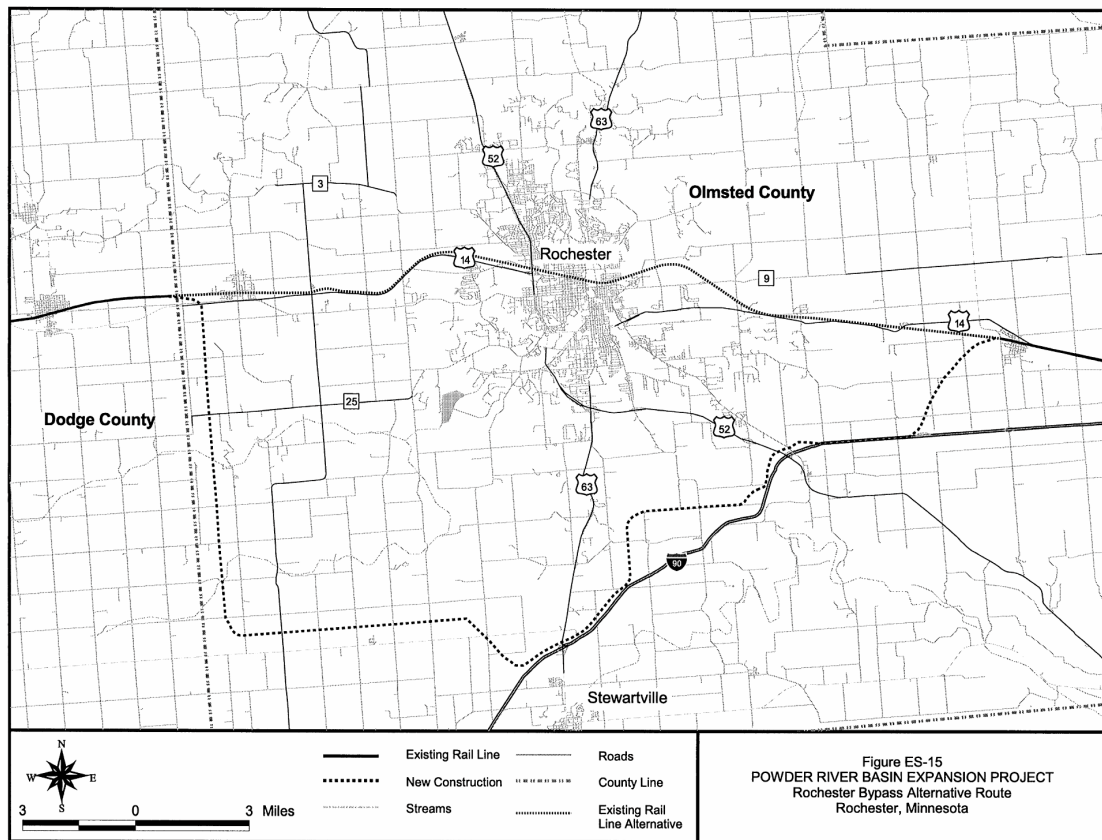 63
52
3
Olmsted County
Rochester
14
9
14
25
Dodge County
52
63
90
Stewartville
N
W E
S
3 0 3 Miles
Existing Rail Line
New Construction
Streams
Roads
County Line
Existing Rail
Line Alternative
Figure ES-15
POWDER RIVER BASIN EXPANSION PROJECT
Rochester Bypass Alternative Route
Rochester, Minnesota